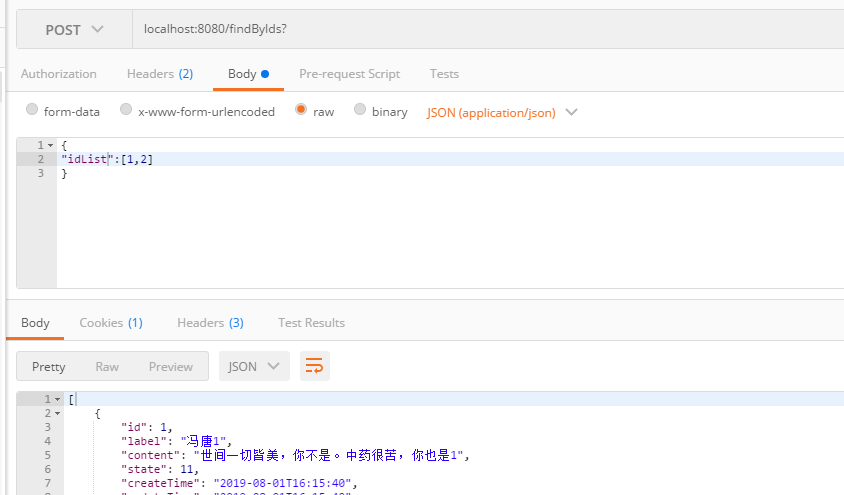 POST localhost:8080/findByIds?
Authorization Headers (2) Body Pre-request Script Tests
form-data x-www-form-urlencoded raw binary JSON (application/json)
1 {
2 "idList":[1,2]
3 }
Body Cookies (1) Headers (3) Test Results
Pretty Raw Preview JSON
1 [
2 {
3 "id": 1,
4 "label": "冯唐1",
5 "content": "世间一切皆美，你不是。中药很苦，你也是1",
6 "state": 11,
7 "createTime": "2019-08-01T16:15:40",